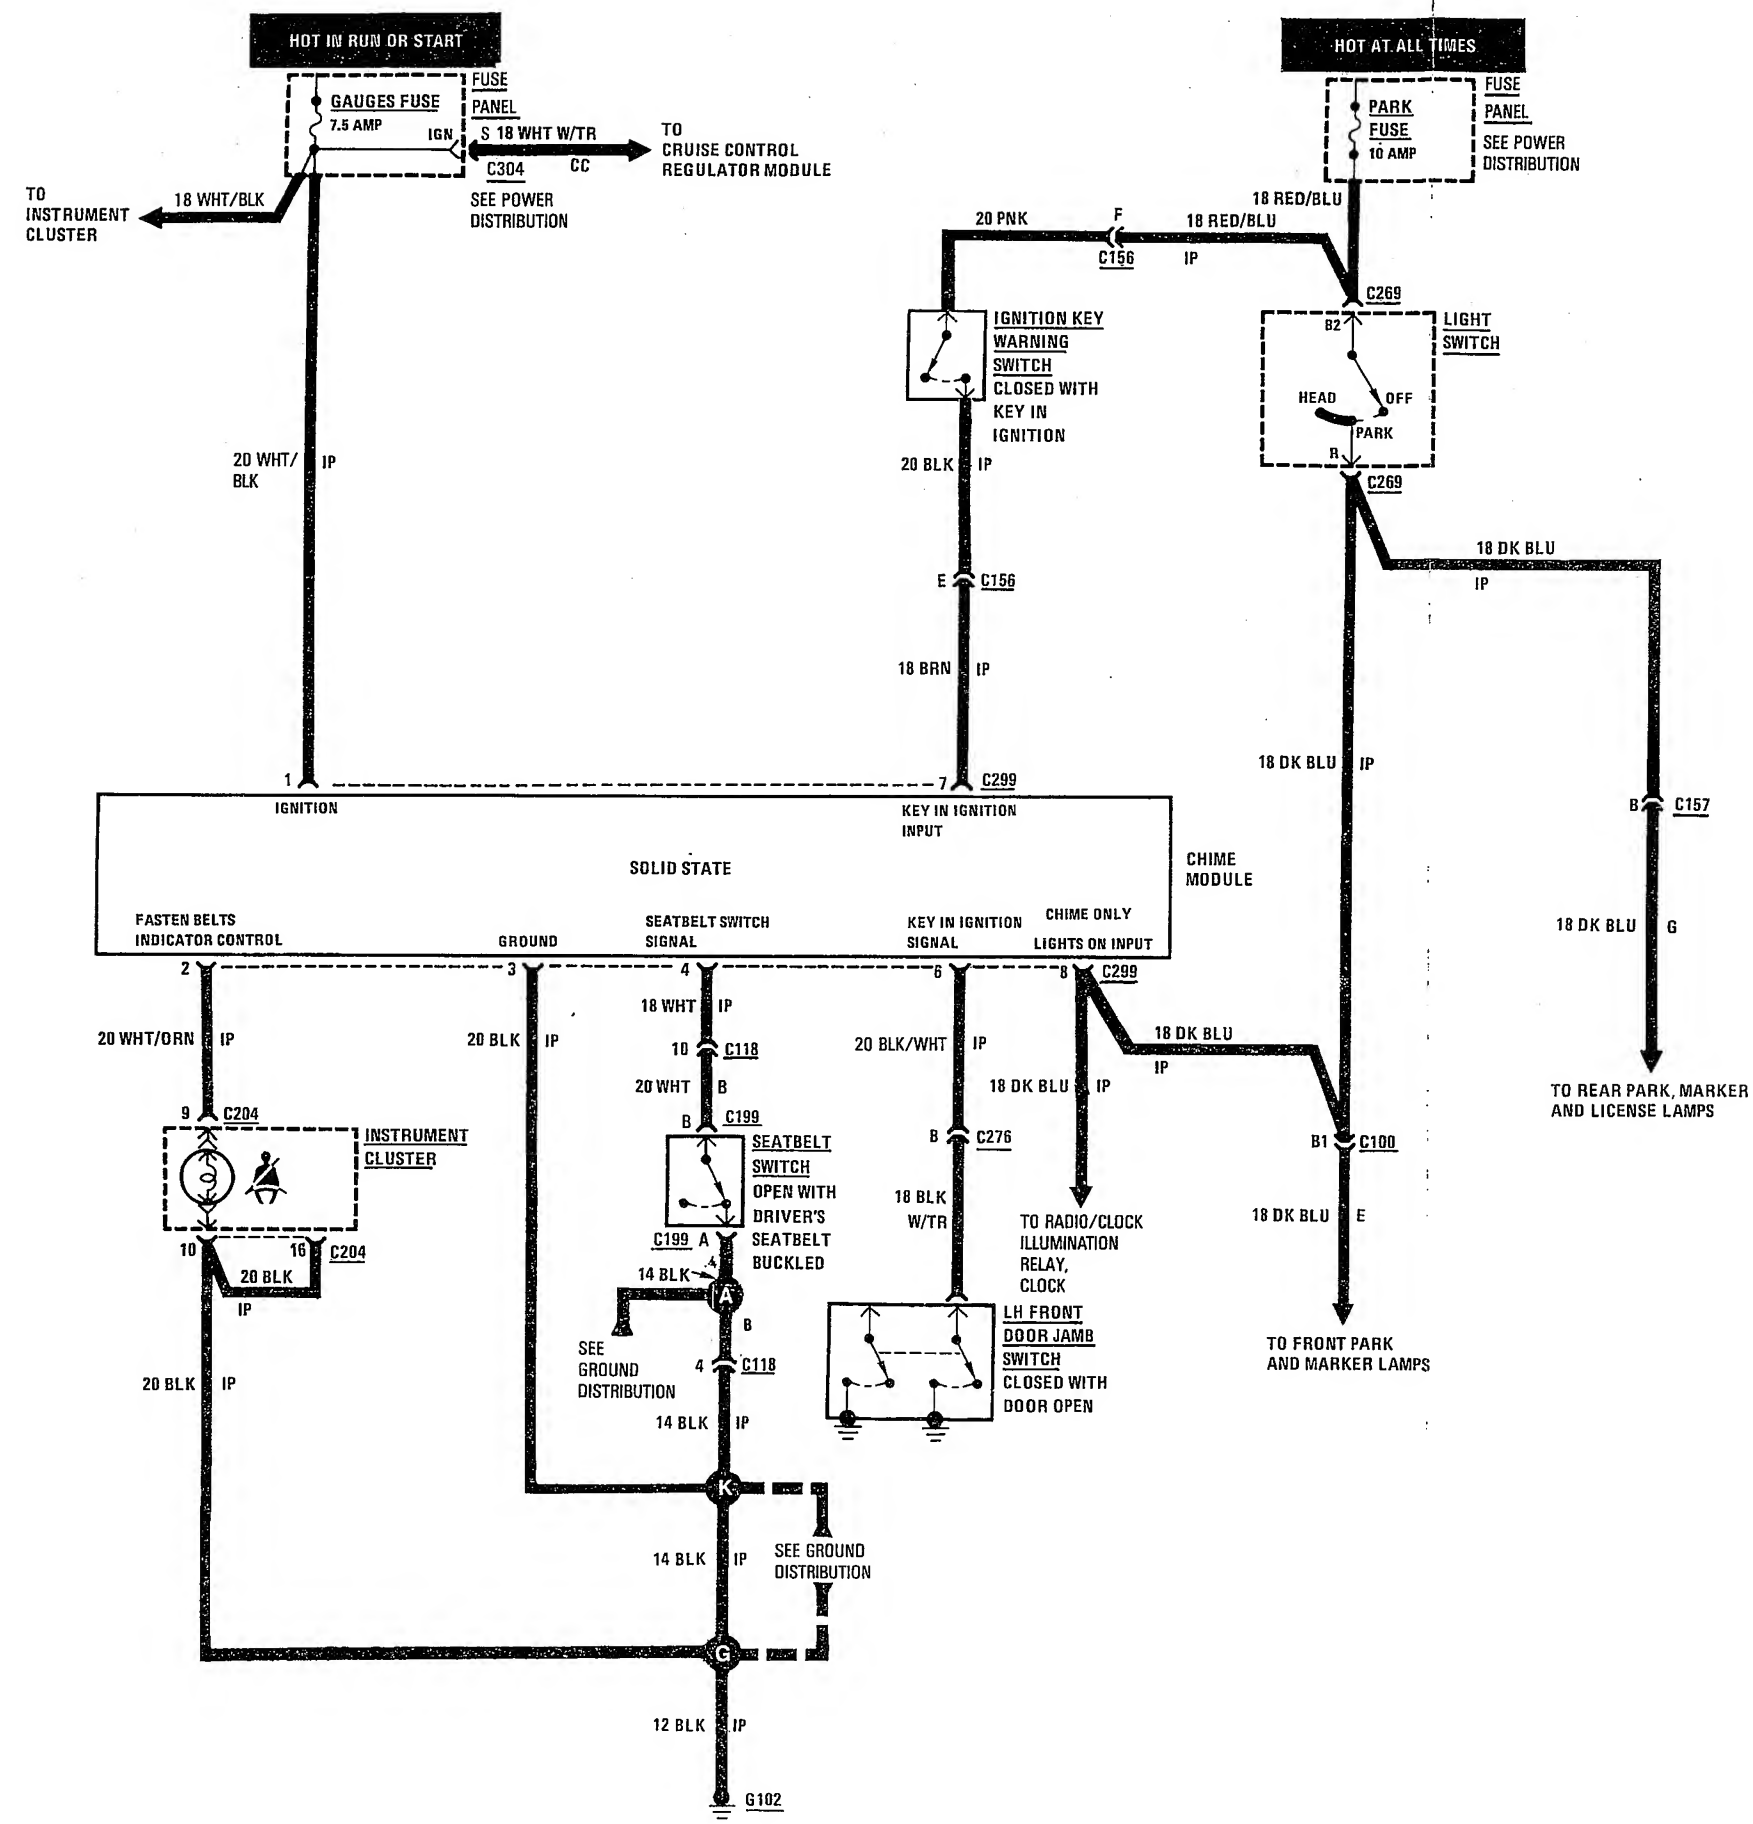 HOT IN RUN OR START
HOT AT ALL TIMES
FUSE
PANEL
GAUGES FUSE
7.5 AMP
IGN
S 18 WHT W/TR
C304
CC
SEE POWER
DISTRIBUTION
TO
CRUISE CONTROL
REGULATOR MODULE
TO
INSTRUMENT
CLUSTER
18 WHT/BLK
FUSE
PANEL
SEE POWER
DISTRIBUTION
PARK
FUSE
10 AMP
18 RED/BLU
20 PNK
F
18 RED/BLU
C156
IP
C269
B2
LIGHT
SWITCH
HEAD
OFF
PARK
R
C269
IGNITION KEY
WARNING
SWITCH
CLOSED WITH
KEY IN
IGNITION
20 WHT/
BLK
IP
20 BLK
IP
E
C156
18 BRN
IP
18 DK BLU
IP
18 DK BLU
IP
B
C157
18 DK BLU
G
TO REAR PARK, MARKER
AND LICENSE LAMPS
1
7
C299
IGNITION
KEY IN IGNITION
INPUT
SOLID STATE
CHIME
MODULE
FASTEN BELTS
INDICATOR CONTROL
GROUND
SEATBELT SWITCH
SIGNAL
KEY IN IGNITION
SIGNAL
CHIME ONLY
LIGHTS ON INPUT
2
3
4
6
8
C299
20 WHT/ORN
IP
20 BLK
IP
18 WHT
IP
10
C118
20 WHT
B
B
C199
20 BLK/WHT
IP
18 DK BLU
IP
18 DK BLU
IP
B
C276
B1
C100
9
C204
INSTRUMENT
CLUSTER
10
16
C204
20 BLK
IP
SEATBELT
SWITCH
OPEN WITH
DRIVER'S
SEATBELT
BUCKLED
C199
A
14 BLK
A
B
SEE
GROUND
DISTRIBUTION
4
C118
18 BLK
W/TR
TO RADIO/CLOCK
ILLUMINATION
RELAY,
CLOCK
18 DK BLU
E
TO FRONT PARK
AND MARKER LAMPS
LH FRONT
DOOR JAMB
SWITCH
CLOSED WITH
DOOR OPEN
20 BLK
IP
14 BLK
IP
K
14 BLK
IP
SEE GROUND
DISTRIBUTION
G
12 BLK
IP
G102